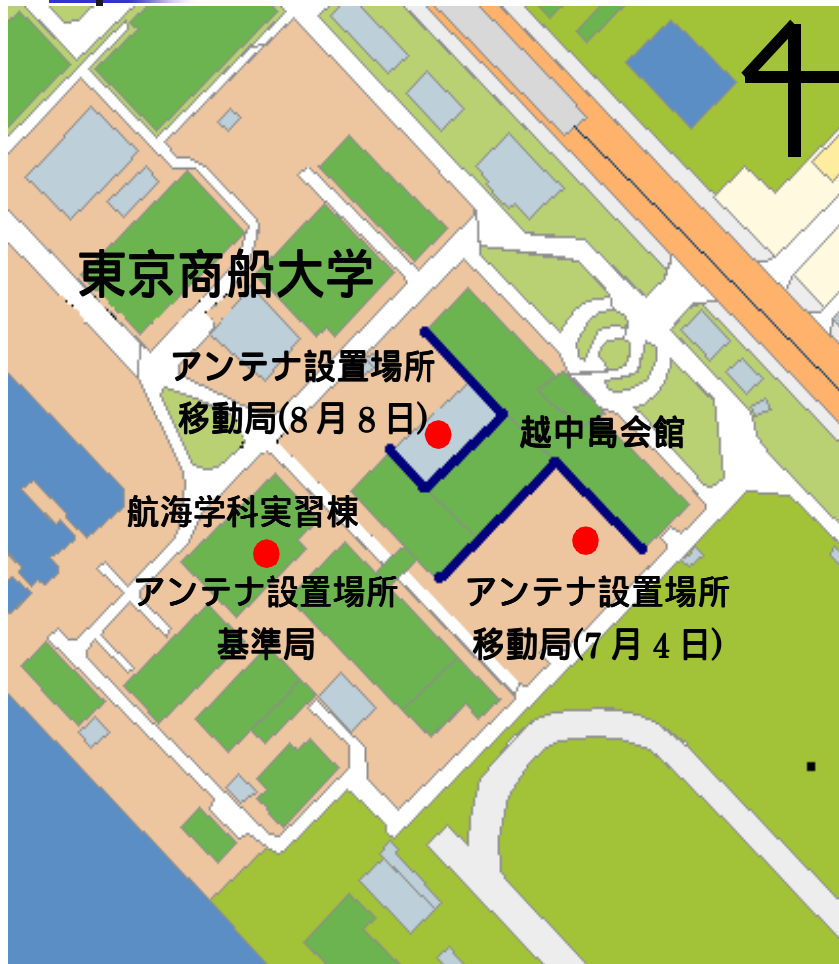 東京商船大学
アンテナ設置場所
移動局(8月8日)
越中島会館
航海学科実習棟
アンテナ設置場所
基準局
アンテナ設置場所
移動局(7月4日)